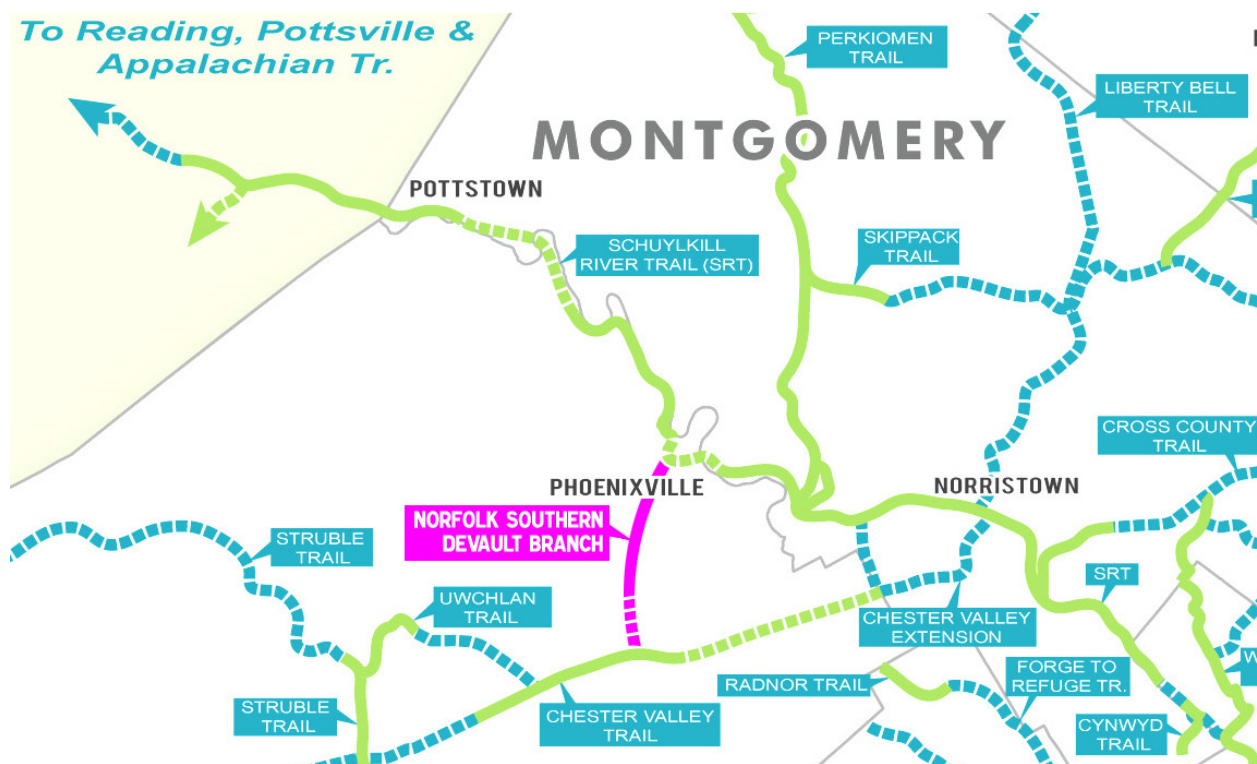 To Reading, Pottsville &
Appalachian Tr.
PERKIOMEN
TRAIL
LIBERTY BELL
TRAIL
MONTGOMERY
POTTSTOWN
SCHUYLKILL
RIVER TRAIL (SRT)
SKIPPACK
TRAIL
CROSS COUNTY
TRAIL
PHOENIXVILLE
NORRISTOWN
NORFOLK SOUTHERN
DEVAULT BRANCH
STRUBLE
TRAIL
UWCHLAN
TRAIL
SRT
CHESTER VALLEY
EXTENSION
RADNOR TRAIL
FORGE TO
REFUGE TR.
STRUBLE
TRAIL
CHESTER VALLEY
TRAIL
CYNWYD
TRAIL